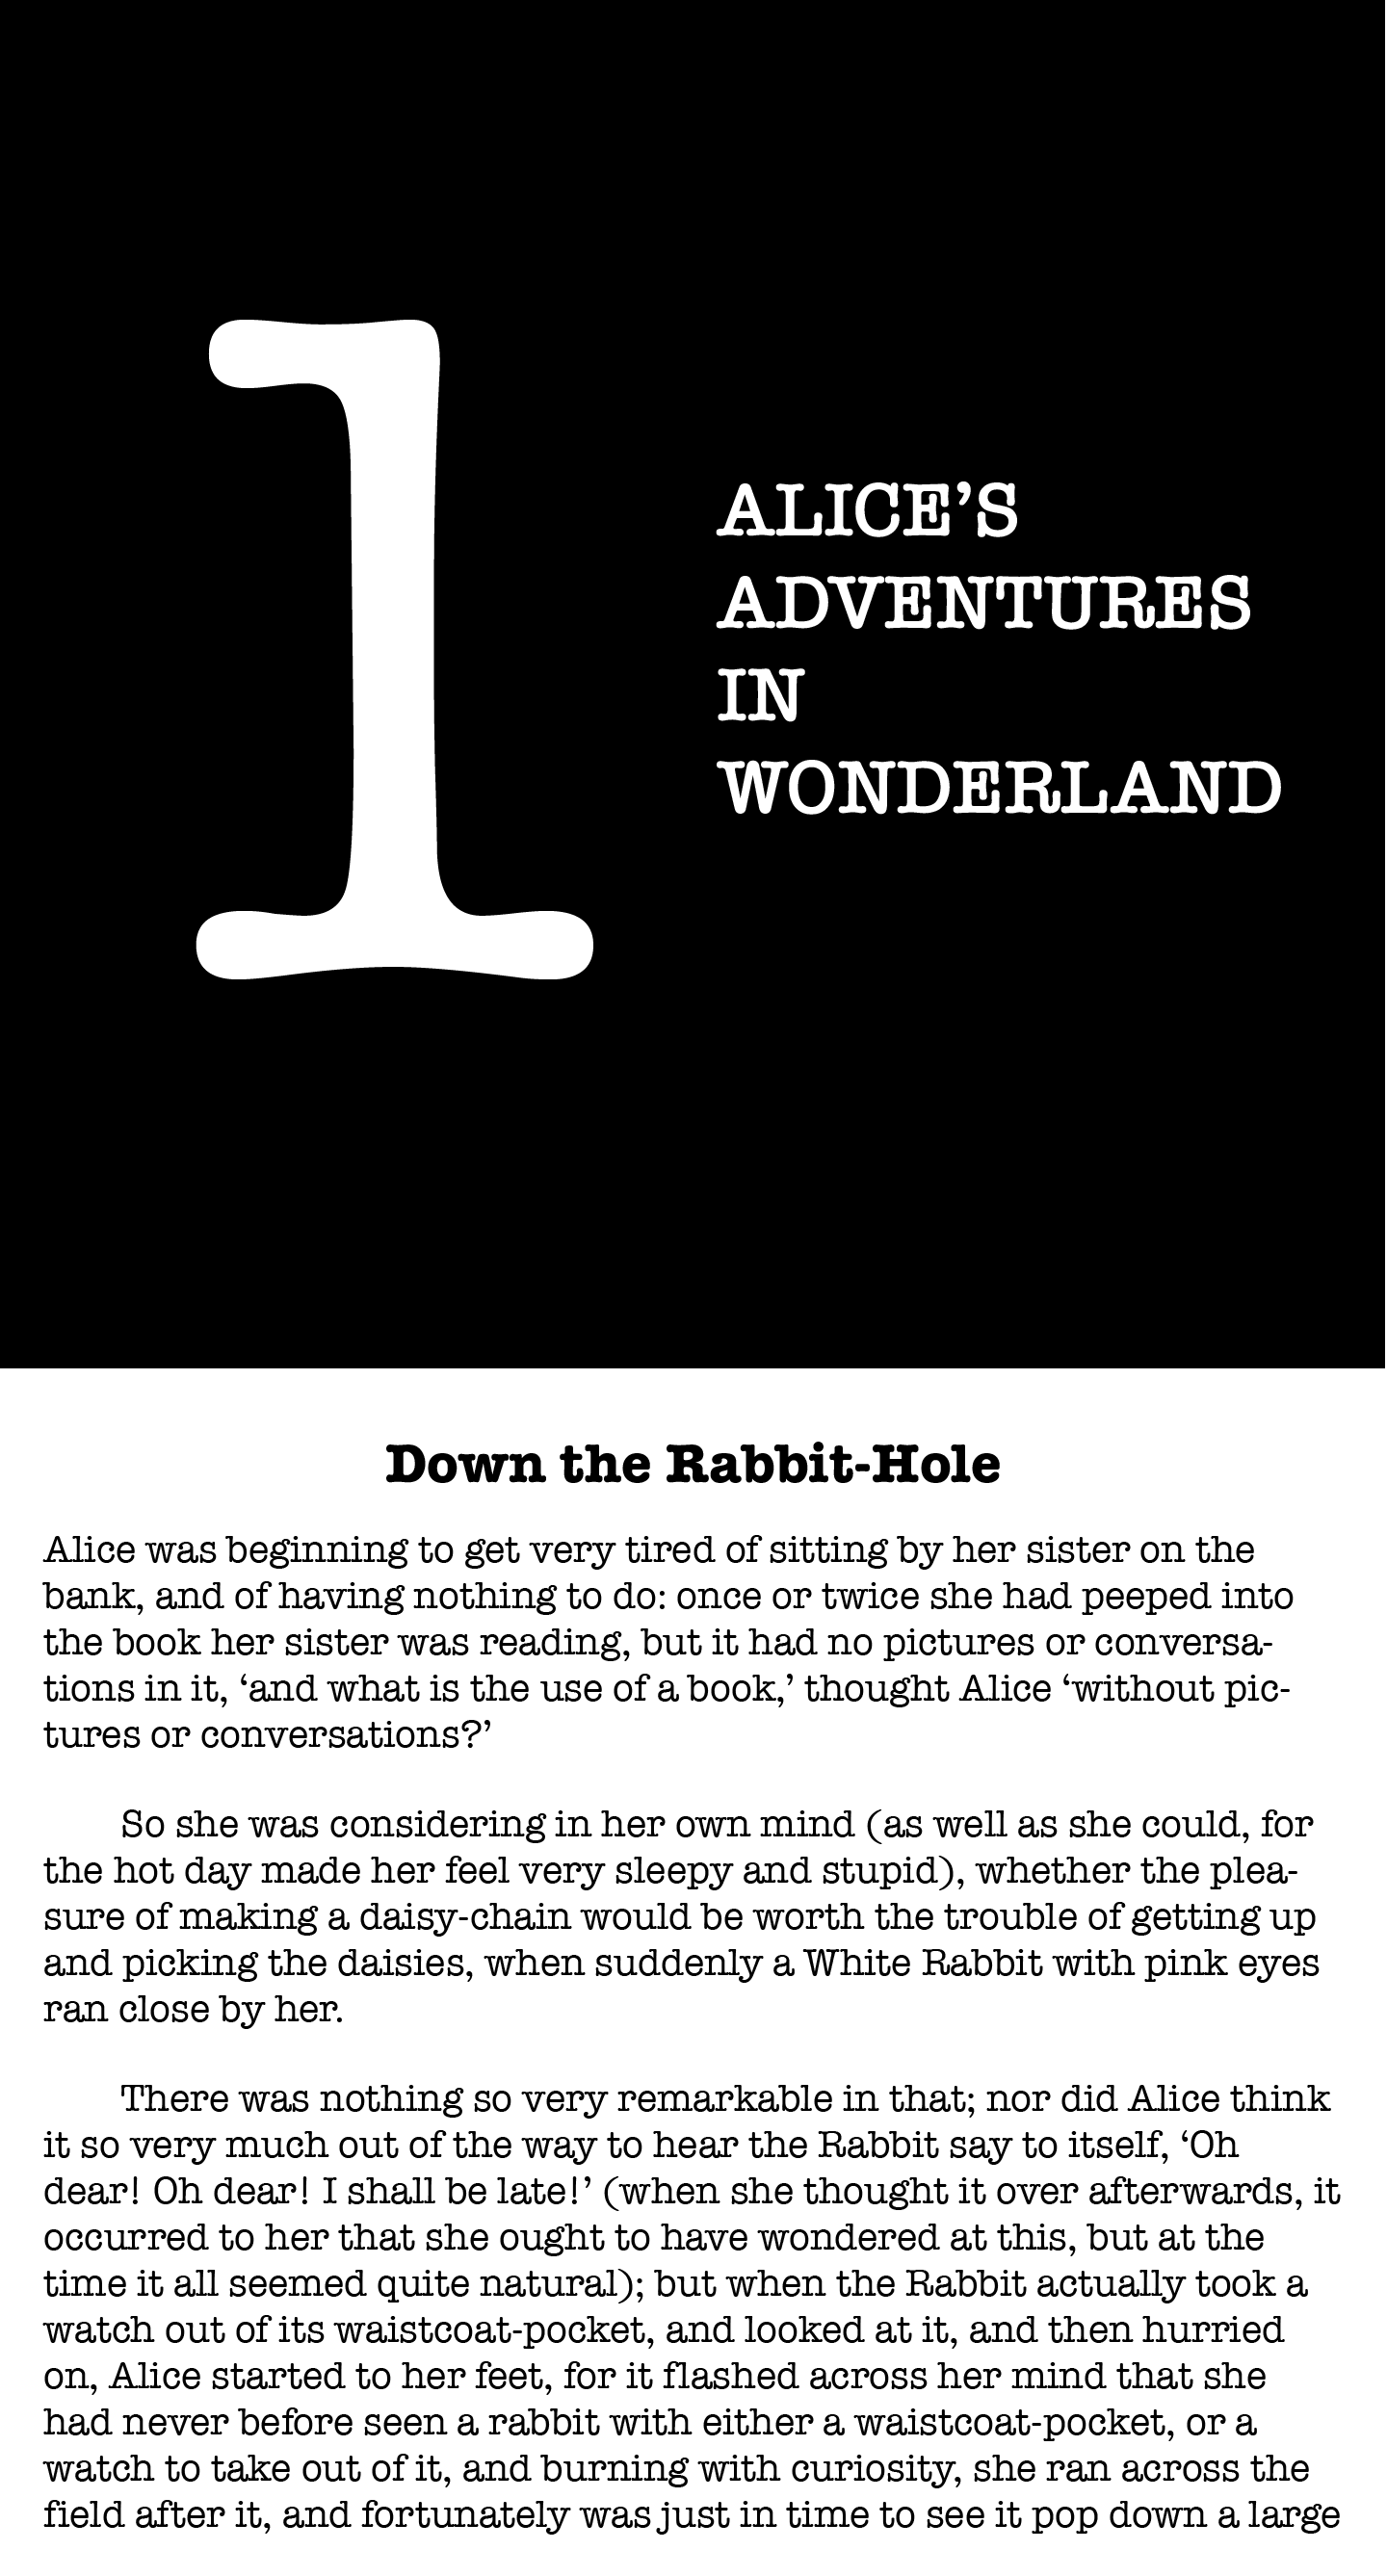 1
ALICE’S
ADVENTURES
IN
WONDERLAND
Down the Rabbit-Hole
Alice was beginning to get very tired of sitting by her sister on the
bank, and of having nothing to do: once or twice she had peeped into
the book her sister was reading, but it had no pictures or conversa-
tions in it, ‘and what is the use of a book,’ thought Alice ‘without pic-
tures or conversations?’
So she was considering in her own mind (as well as she could, for
the hot day made her feel very sleepy and stupid), whether the plea-
sure of making a daisy-chain would be worth the trouble of getting up
and picking the daisies, when suddenly a White Rabbit with pink eyes
ran close by her.
There was nothing so very remarkable in that; nor did Alice think
it so very much out of the way to hear the Rabbit say to itself, ‘Oh
dear! Oh dear! I shall be late!’ (when she thought it over afterwards, it
occurred to her that she ought to have wondered at this, but at the
time it all seemed quite natural); but when the Rabbit actually took a
watch out of its waistcoat-pocket, and looked at it, and then hurried
on, Alice started to her feet, for it flashed across her mind that she
had never before seen a rabbit with either a waistcoat-pocket, or a
watch to take out of it, and burning with curiosity, she ran across the
field after it, and fortunately was just in time to see it pop down a large